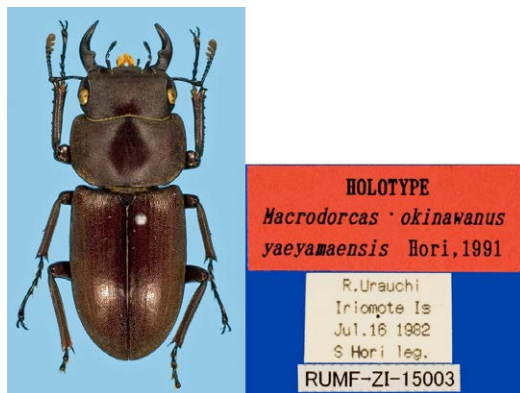 HOLOTYPE
Macrodorcas okinawanus
yaeyamaensis Hori,1991
R.Urauchi
Iriomote Is
Jul.16 1982
S Hori leg.
RUMF-ZI-15003